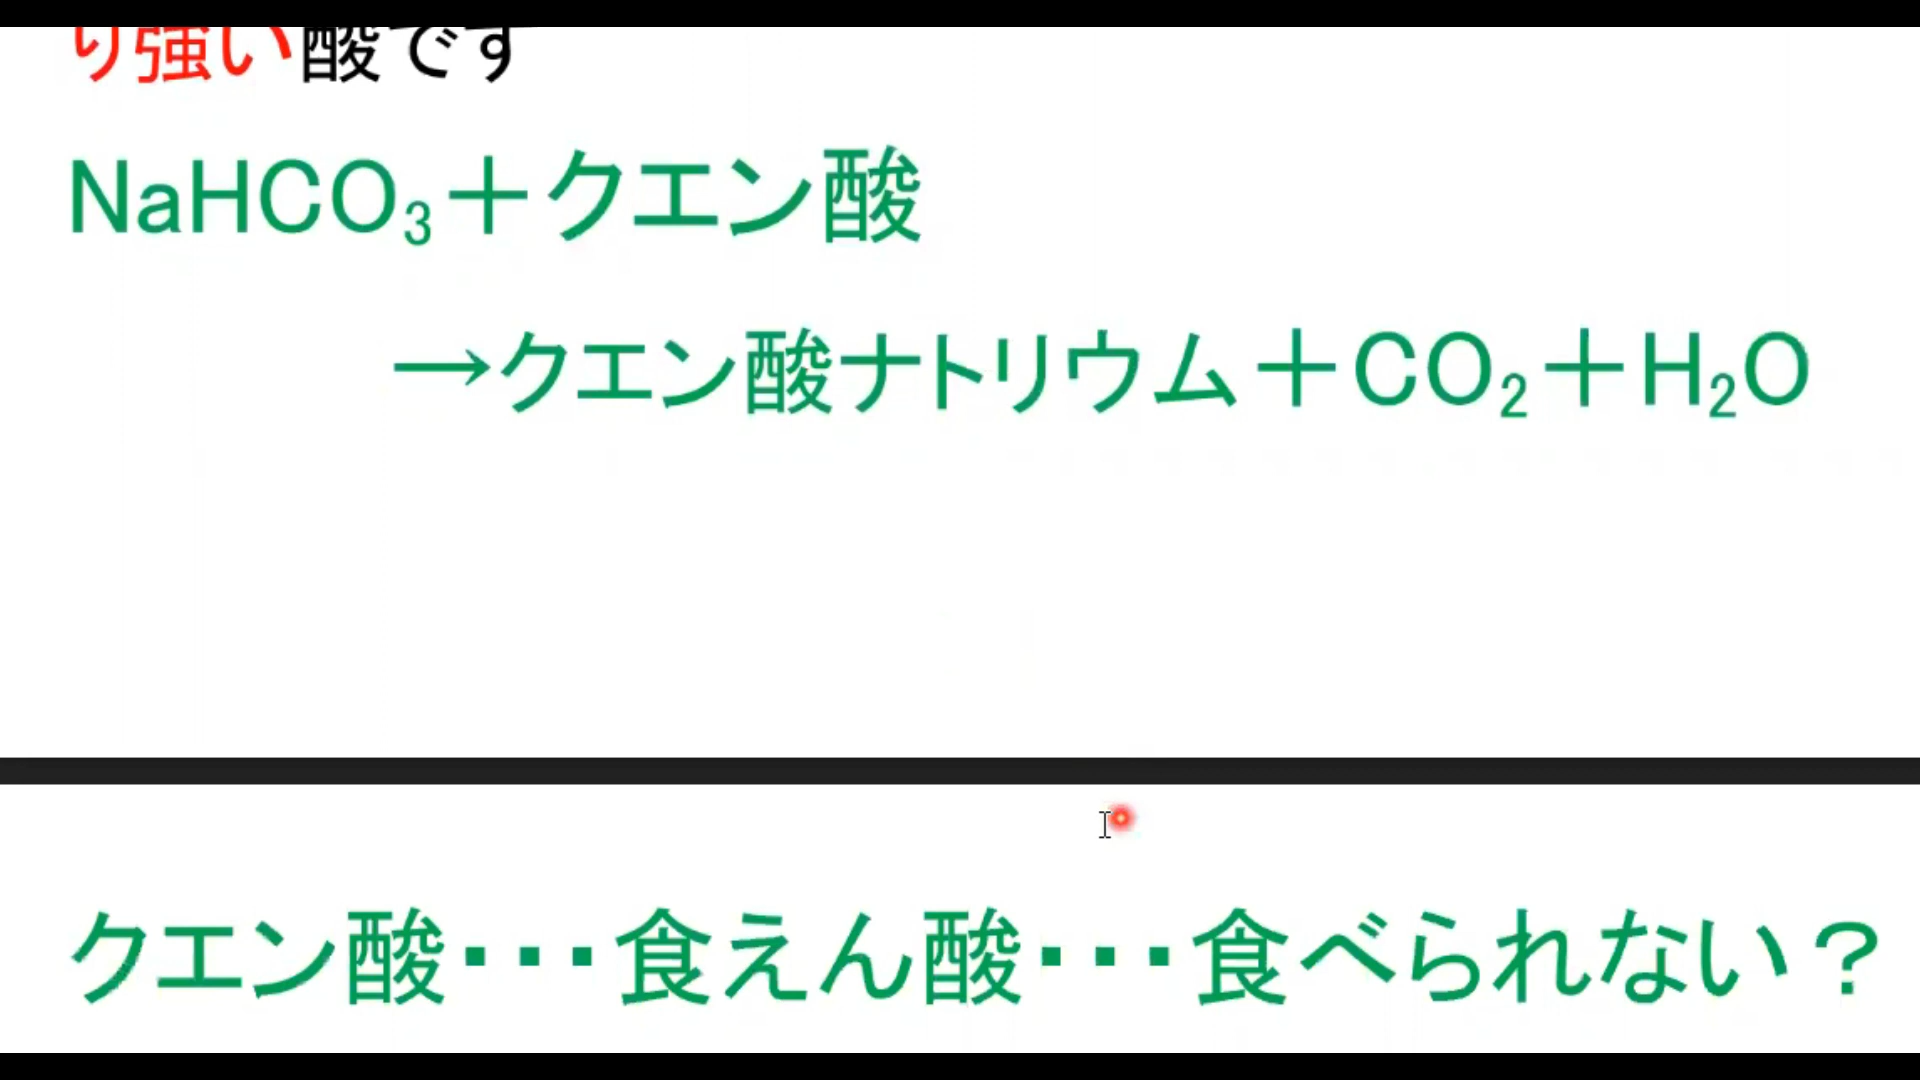 り強い酸です
NaHCO₃＋クエン酸
→クエン酸ナトリウム＋CO₂＋H₂O
クエン酸･･･食えん酸･･･食べられない？